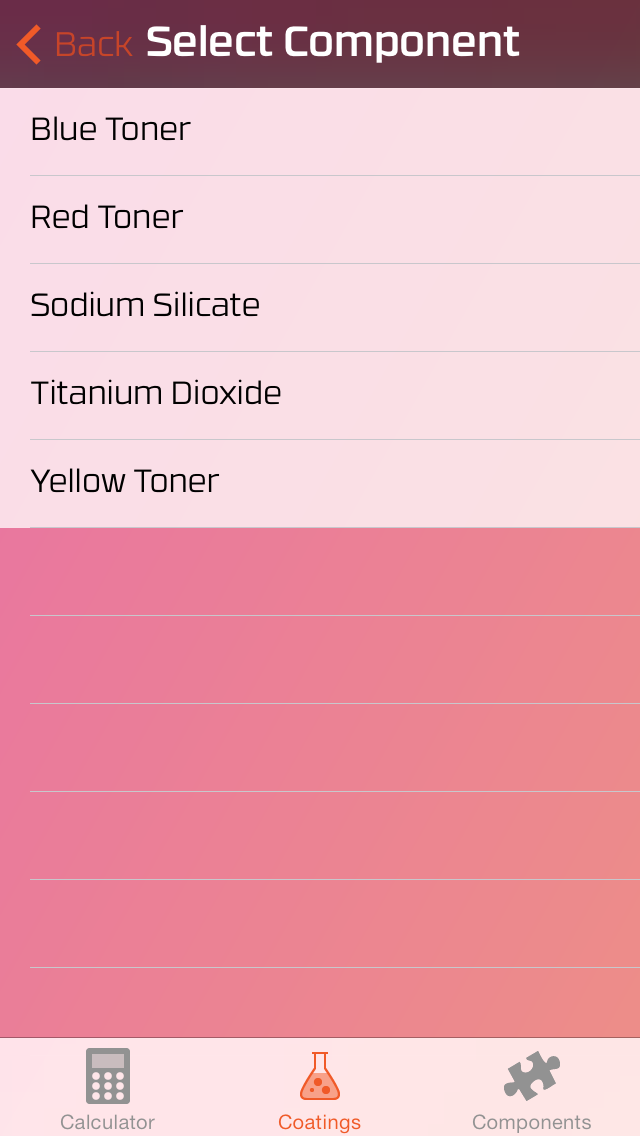 Back Select Component
Blue Toner
Red Toner
Sodium Silicate
Titanium Dioxide
Yellow Toner
Calculator Coatings Components